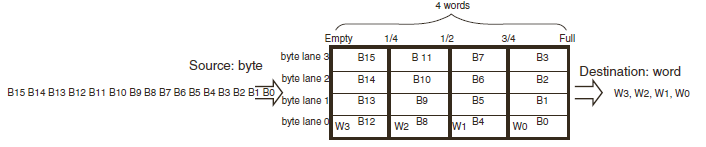 4 words
Empty 1/4 1/2 3/4 Full
byte lane 3 B15 B 11 B7 B3
Source: byte
byte lane 2 B14 B10 B6 B2
Destination: word
B15 B14 B13 B12 B11 B10 B9 B8 B7 B6 B5 B4 B3 B2 B1 B0
byte lane 1 B13 B9 B5 B1
W3, W2, W1, W0
byte lane 0 W3 B12 W2 B8 W1 B4 W0 B0